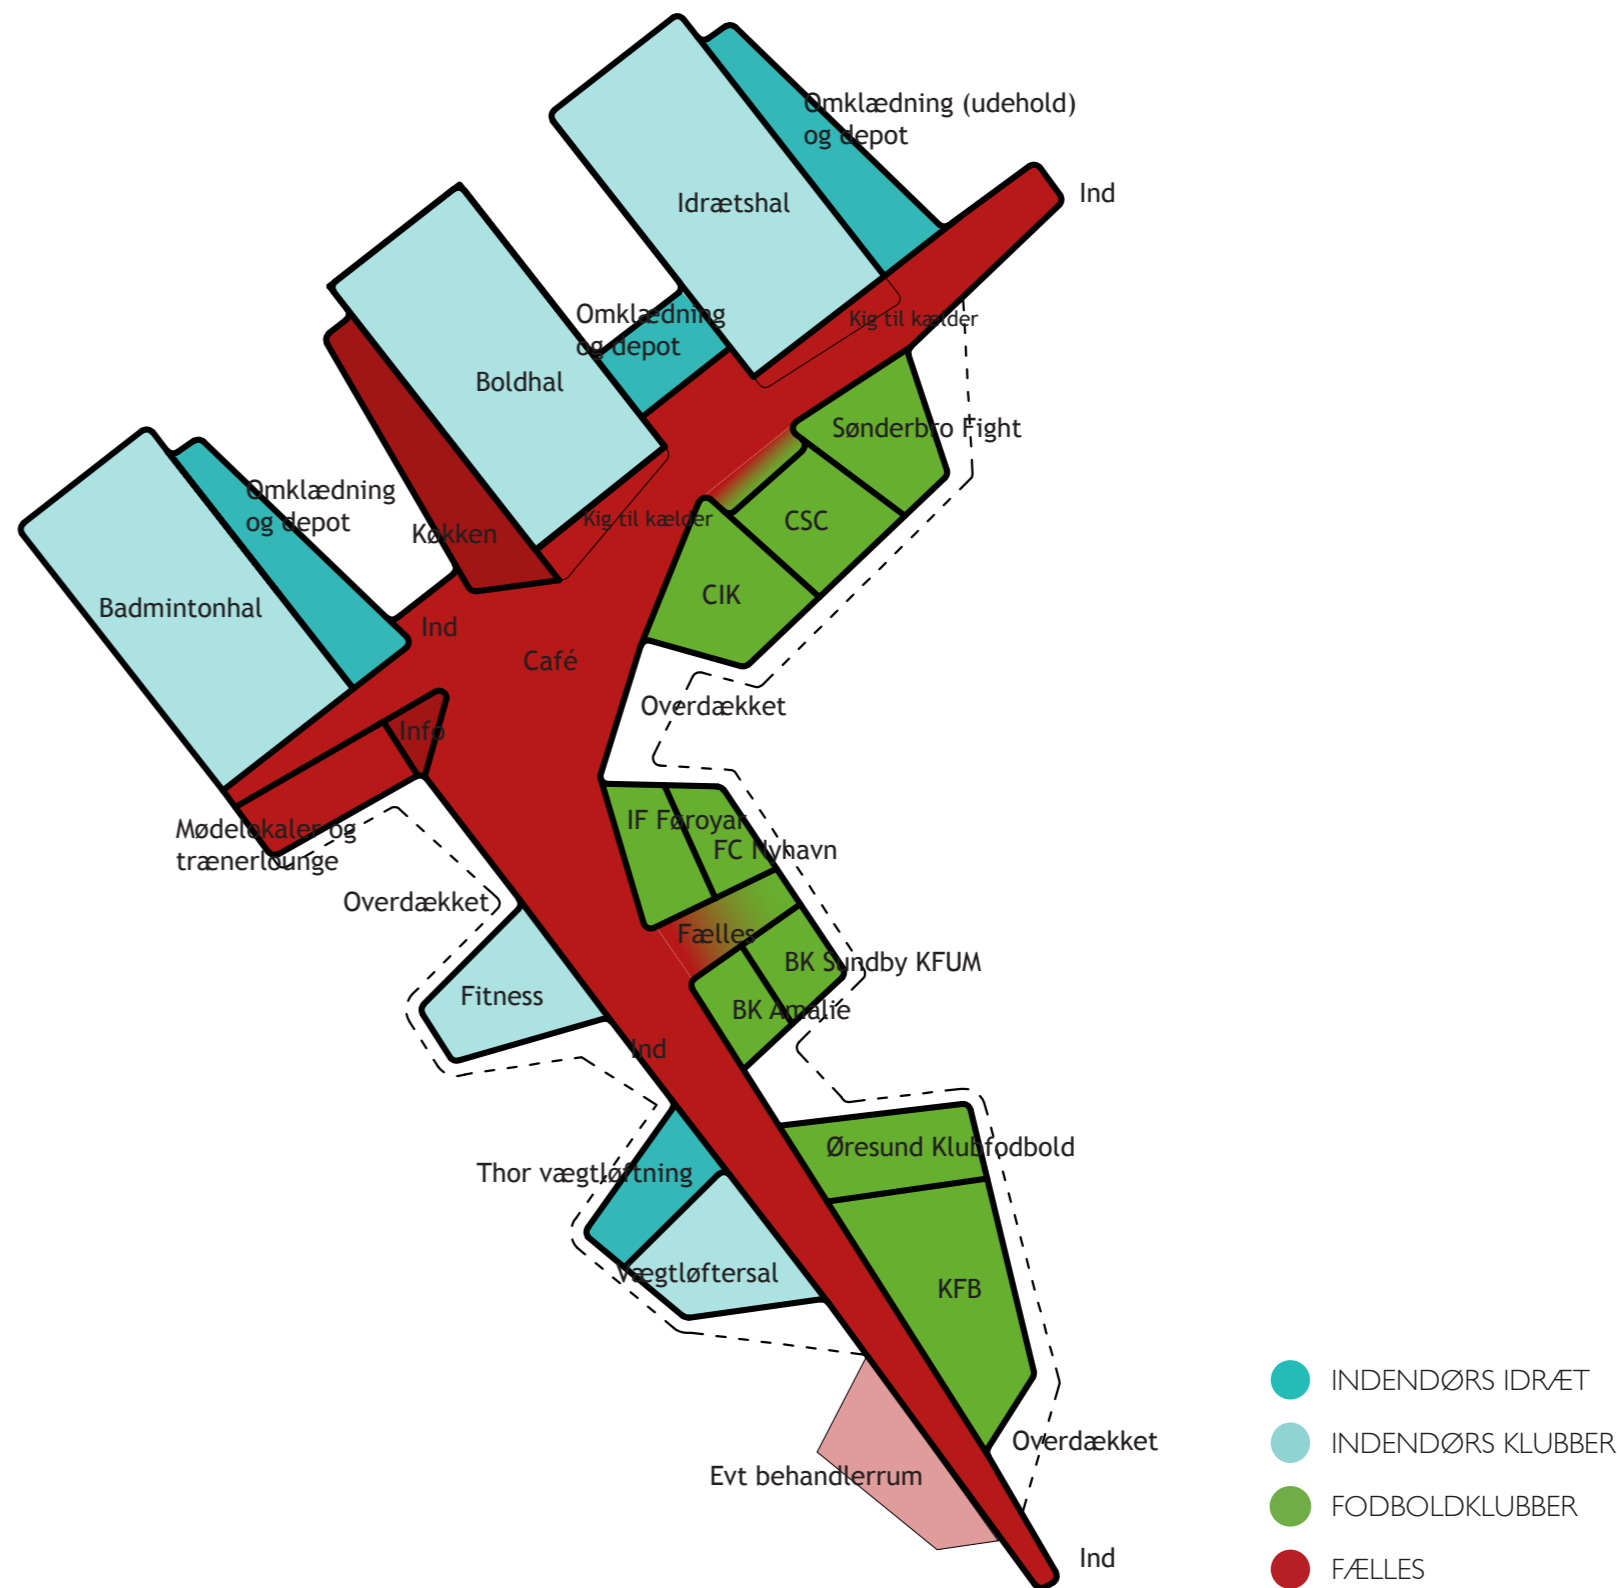 Omklædning (udehold)
og depot
Ind
Idrætshal
Omklædning
og depot
Kig til kælder
Boldhal
Sønderbro Fight
Omklædning
og depot
Køkken
Kig til kælder
CSC
CIK
Badmintonhal
Ind
Café
Overdækket
Info
Mødelokaler og
trænerlounge
IF Føroyar
FC Nyhavn
Overdækket
Fælles
BK Sundby KFUM
BK Amalie
Fitness
Ind
Øresund Klubfodbold
Thor vægtløftning
Vægtløftersal
KFB
Overdækket
Evt behandlerrum
Ind
INDENDØRS IDRÆT
INDENDØRS KLUBBER
FODBOLDKLUBBER
FÆLLES